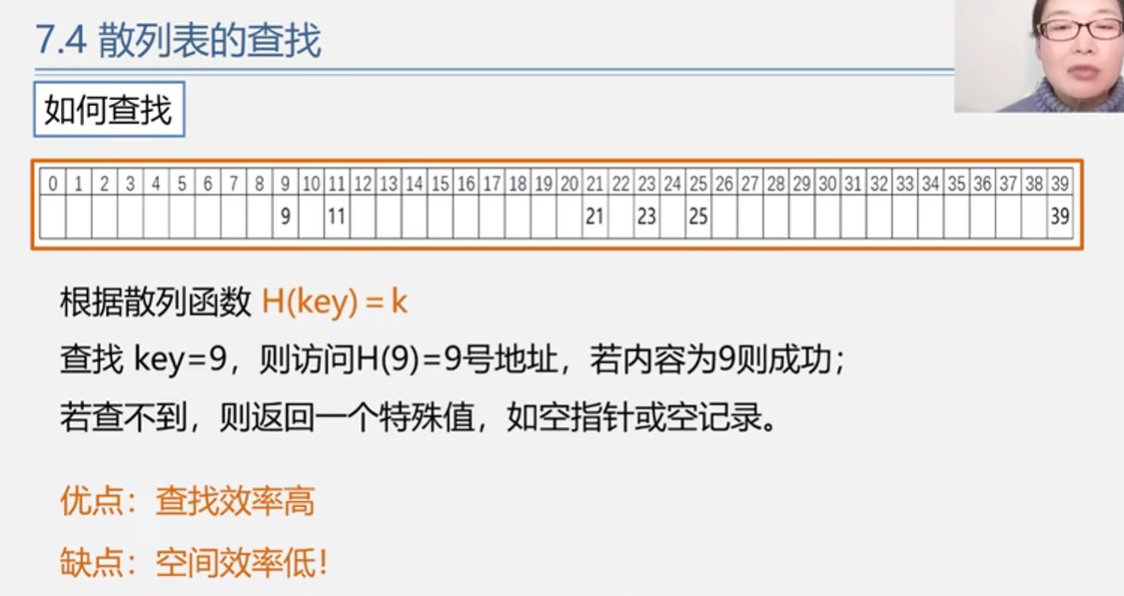 7.4 散列表的查找
如何查找
0 1 2 3 4 5 6 7 8 9 10 11 12 13 14 15 16 17 18 19 20 21 22 23 24 25 26 27 28 29 30 31 32 33 34 35 36 37 38 39
9 11 21 23 25 39
根据散列函数 H(key) = k
查找 key=9，则访问H(9)=9号地址，若内容为9则成功；
若查不到，则返回一个特殊值，如空指针或空记录。
优点：查找效率高
缺点：空间效率低！